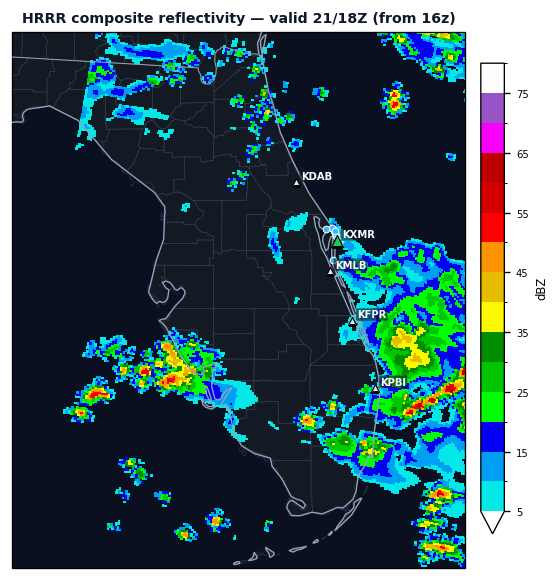 HRRR composite reflectivity — valid 21/18Z (from 16z)
75
65
55
45
35
25
15
5
dBZ
KDAB
KXMR
KMLB
KFPR
KPBI